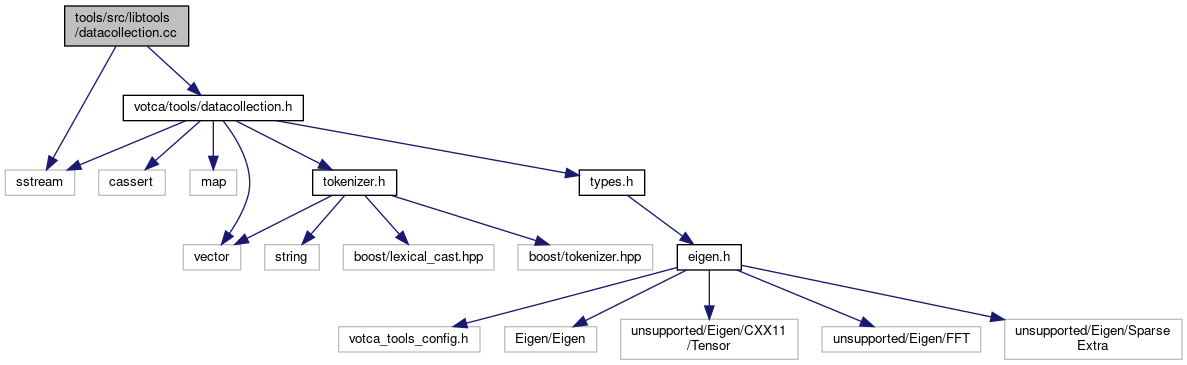 tools/src/libtools
/datacollection.cc
votca/tools/datacollection.h
sstream
cassert
map
tokenizer.h
types.h
vector
string
boost/lexical_cast.hpp
boost/tokenizer.hpp
eigen.h
votca_tools_config.h
Eigen/Eigen
unsupported/Eigen/CXX11
/Tensor
unsupported/Eigen/FFT
unsupported/Eigen/Sparse
Extra